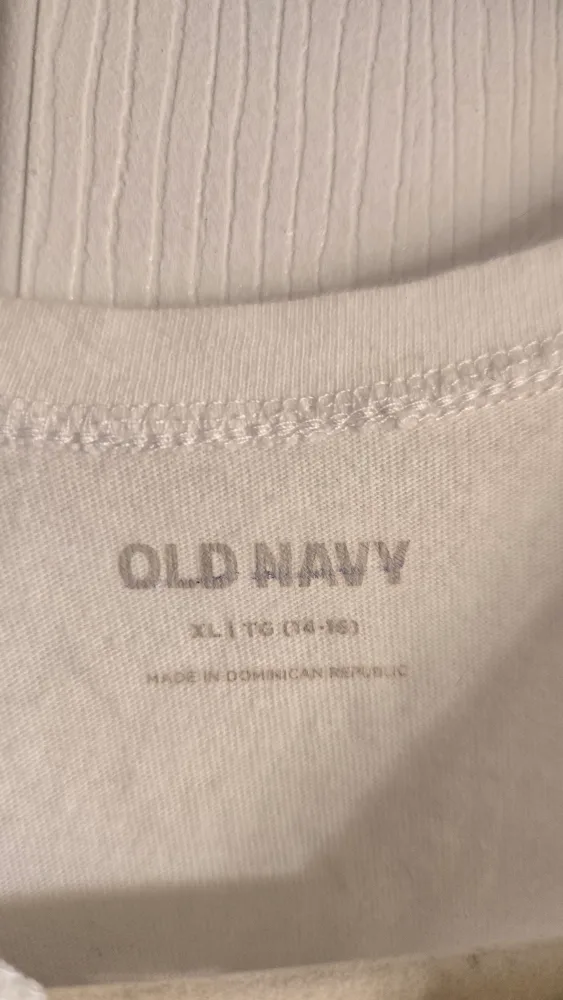 OLD NAVY
XL | TG (14-16)
MADE IN DOMINICAN REPUBLIC